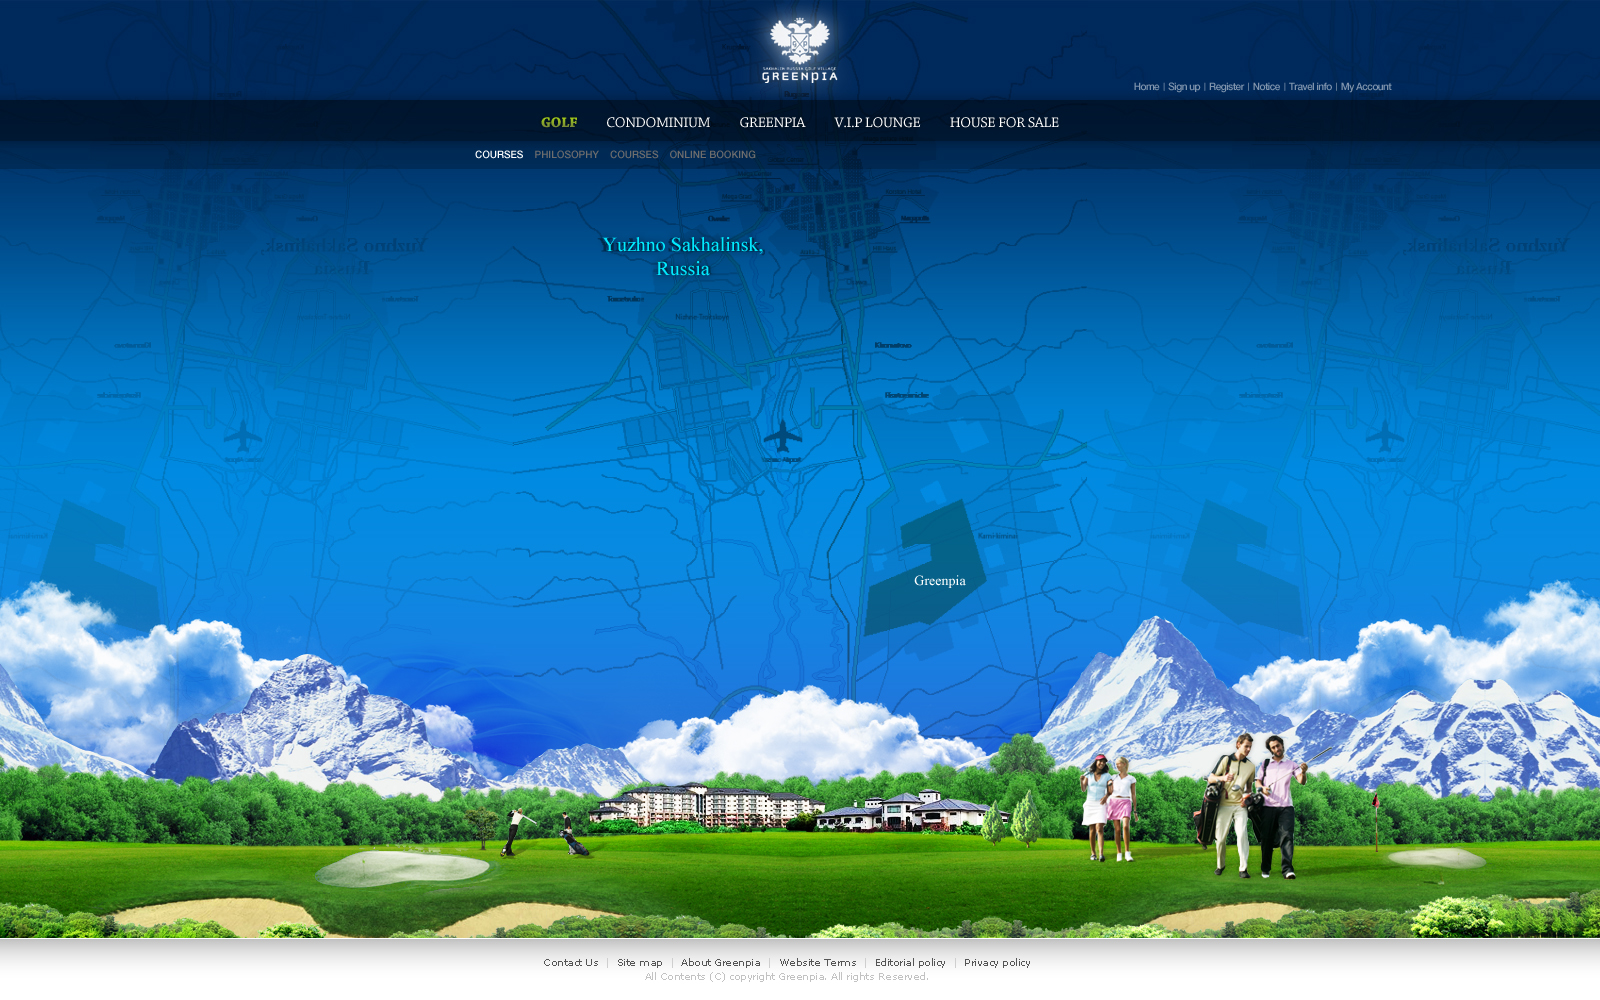 SAKHALIN RUSSIA GOLF VILLAGE
GREENPIA
Home | Sign up | Register | Notice | Travel info | My Account
GOLF CONDOMINIUM GREENPIA V.I.P LOUNGE HOUSE FOR SALE
COURSES PHILOSOPHY COURSES ONLINE BOOKING
Yuzhno Sakhalinsk,
Russia
Greenpia
Contact Us | Site map | About Greenpia | Website Terms | Editorial policy | Privacy policy
All Contents (C) copyright Greenpia. All rights Reserved.